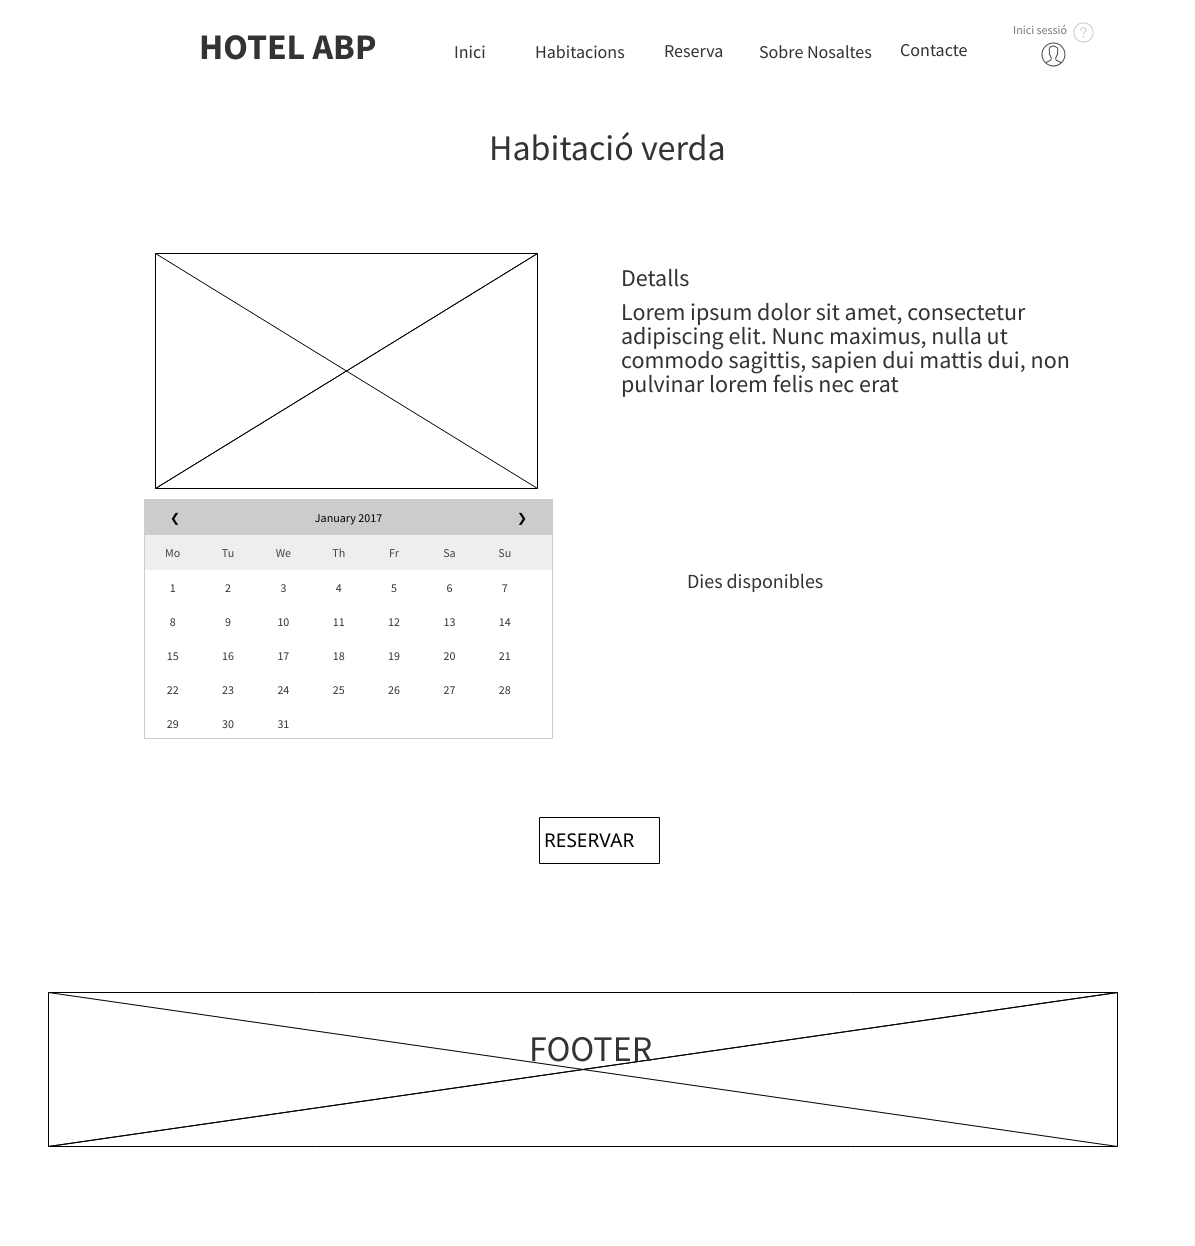 HOTEL ABP
Inici
Habitacions
Reserva
Sobre Nosaltes
Contacte
Inici sessió
?
Habitació verda
Detalls
Lorem ipsum dolor sit amet, consectetur
adipiscing elit. Nunc maximus, nulla ut
commodo sagittis, sapien dui mattis dui, non
pulvinar lorem felis nec erat
❮ January 2017 ❯
Mo Tu We Th Fr Sa Su
1 2 3 4 5 6 7
8 9 10 11 12 13 14
15 16 17 18 19 20 21
22 23 24 25 26 27 28
29 30 31
Dies disponibles
RESERVAR
FOOTER